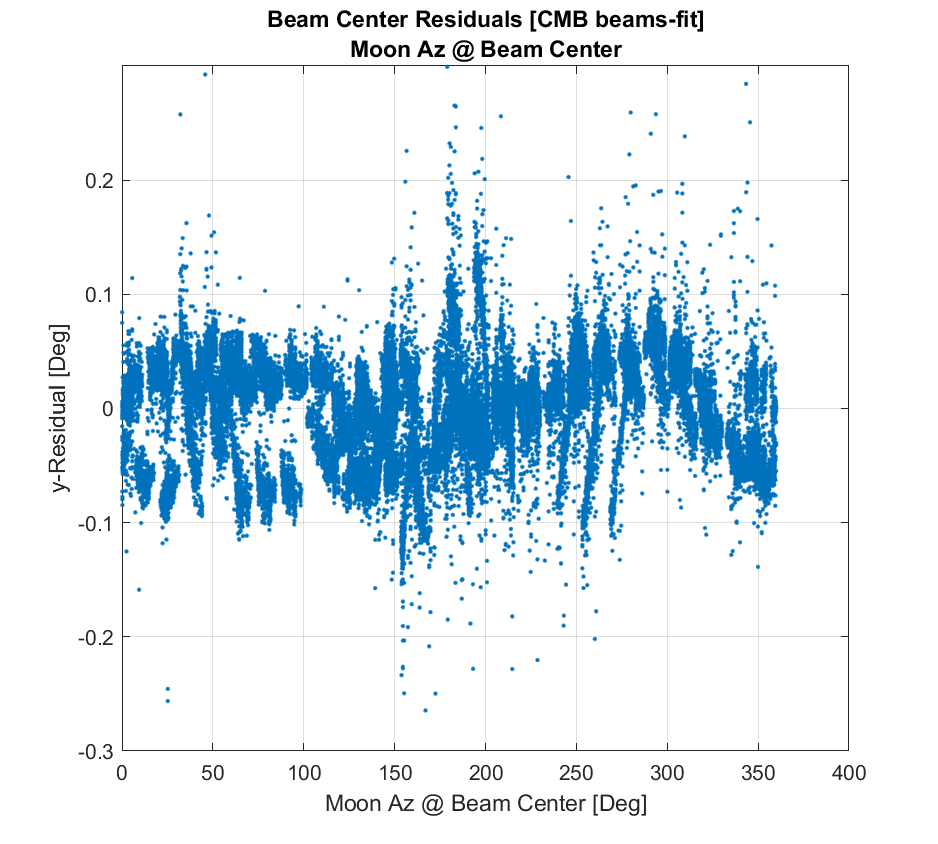 Beam Center Residuals [CMB beams-fit]
Moon Az @ Beam Center
y-Residual [Deg]
0.2
0.1
0
-0.1
-0.2
-0.3
0 50 100 150 200 250 300 350 400
Moon Az @ Beam Center [Deg]